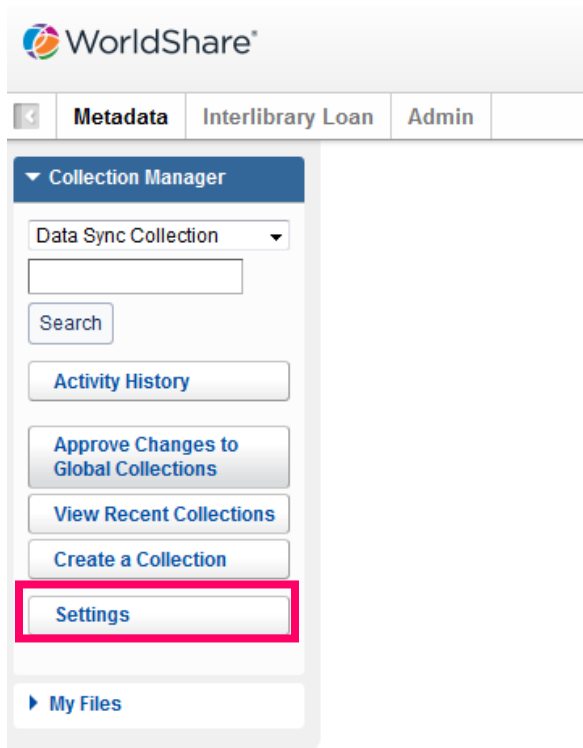 WorldShare®
Metadata
Interlibrary Loan
Admin
Collection Manager
Data Sync Collection
Search
Activity History
Approve Changes to
Global Collections
View Recent Collections
Create a Collection
Settings
My Files